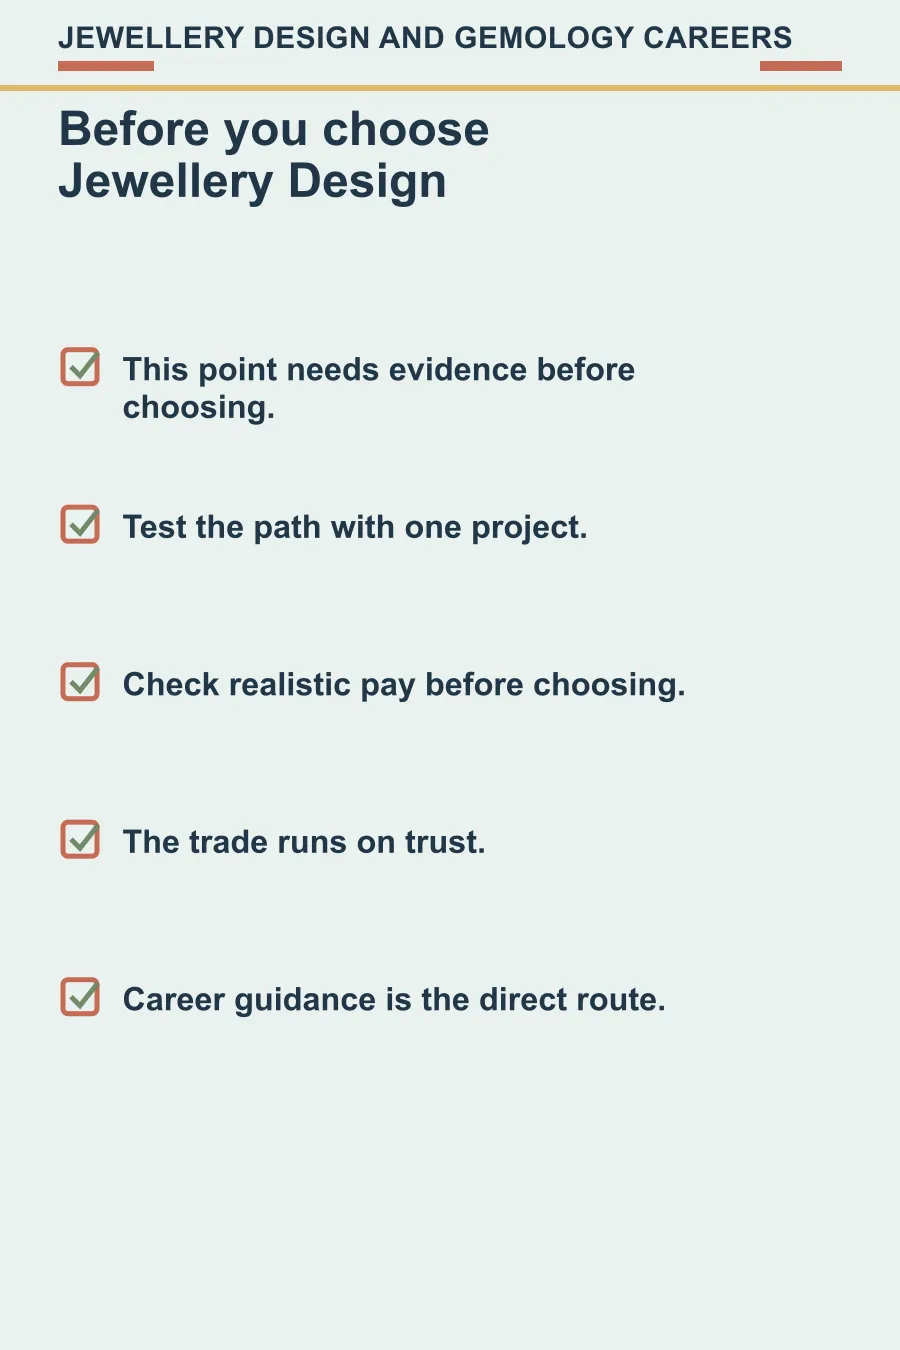 JEWELLERY DESIGN AND GEMOLOGY CAREERS
Before you choose
Jewellery Design
This point needs evidence before
choosing.
Test the path with one project.
Check realistic pay before choosing.
The trade runs on trust.
Career guidance is the direct route.